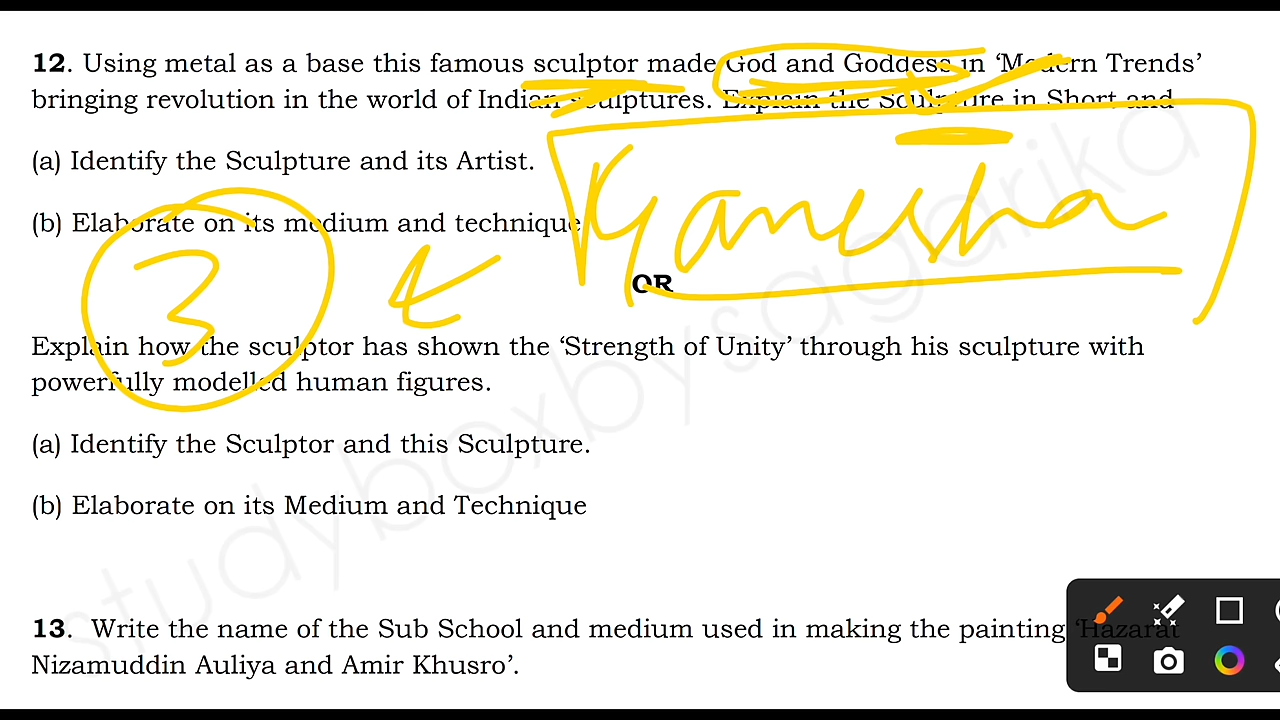 12. Using metal as a base this famous sculptor made God and Goddess in ‘Modern Trends’
bringing revolution in the world of Indian sculptures. Explain the Sculpture in Short and
(a) Identify the Sculpture and its Artist.
Ganesha
(b) Elaborate on its medium and technique
3
OR
Explain how the sculptor has shown the ‘Strength of Unity’ through his sculpture with
powerfully modelled human figures.
(a) Identify the Sculptor and this Sculpture.
(b) Elaborate on its Medium and Technique
studyboxbysagarika
13. Write the name of the Sub School and medium used in making the painting ‘Hazarat
Nizamuddin Auliya and Amir Khusro’.